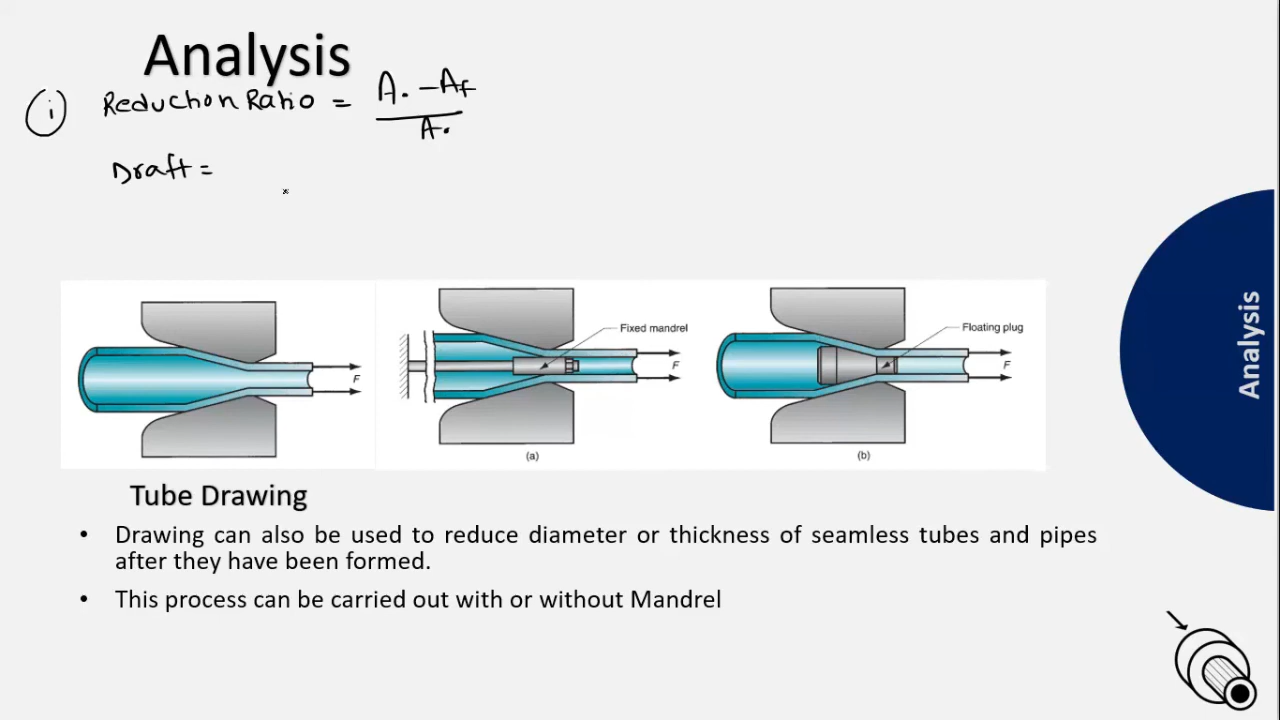 Analysis
i Reduction Ratio = A. - Af
A.
Draft =
Fixed mandrel
Floating plug
F
F
F
(a)
(b)
Analysis
Tube Drawing
• Drawing can also be used to reduce diameter or thickness of seamless tubes and pipes
after they have been formed.
• This process can be carried out with or without Mandrel